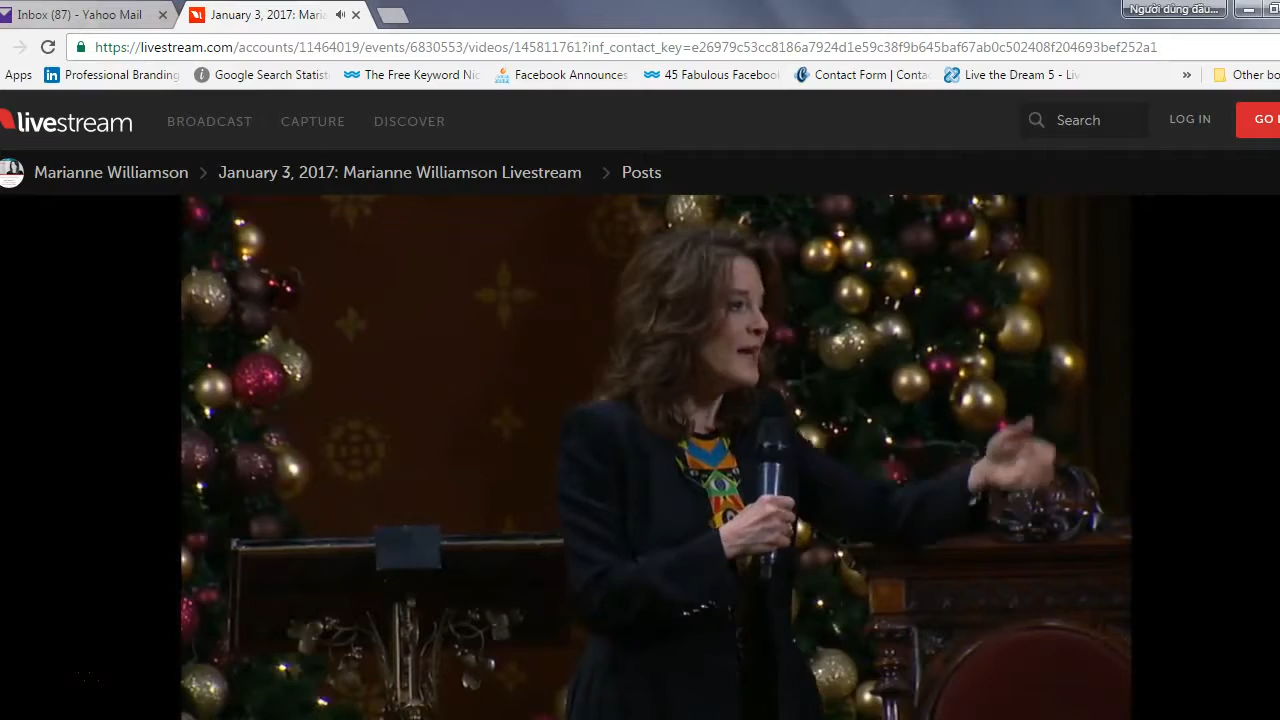 Inbox (87) - Yahoo Mail
January 3, 2017: Maria
Người dùng đầu...
https://livestream.com/accounts/11464019/events/6830553/videos/145811761?inf_contact_key=e26979c53cc8186a7924d1e59c38f9b645baf67ab0c502408f204693bef252a1
Apps Professional Branding Google Search Statist The Free Keyword Nic Facebook Announces 45 Fabulous Facebook Contact Form | Conta Live the Dream 5 - Liv » Other bo
livestream BROADCAST CAPTURE DISCOVER Search LOG IN GO
Marianne Williamson > January 3, 2017: Marianne Williamson Livestream > Posts